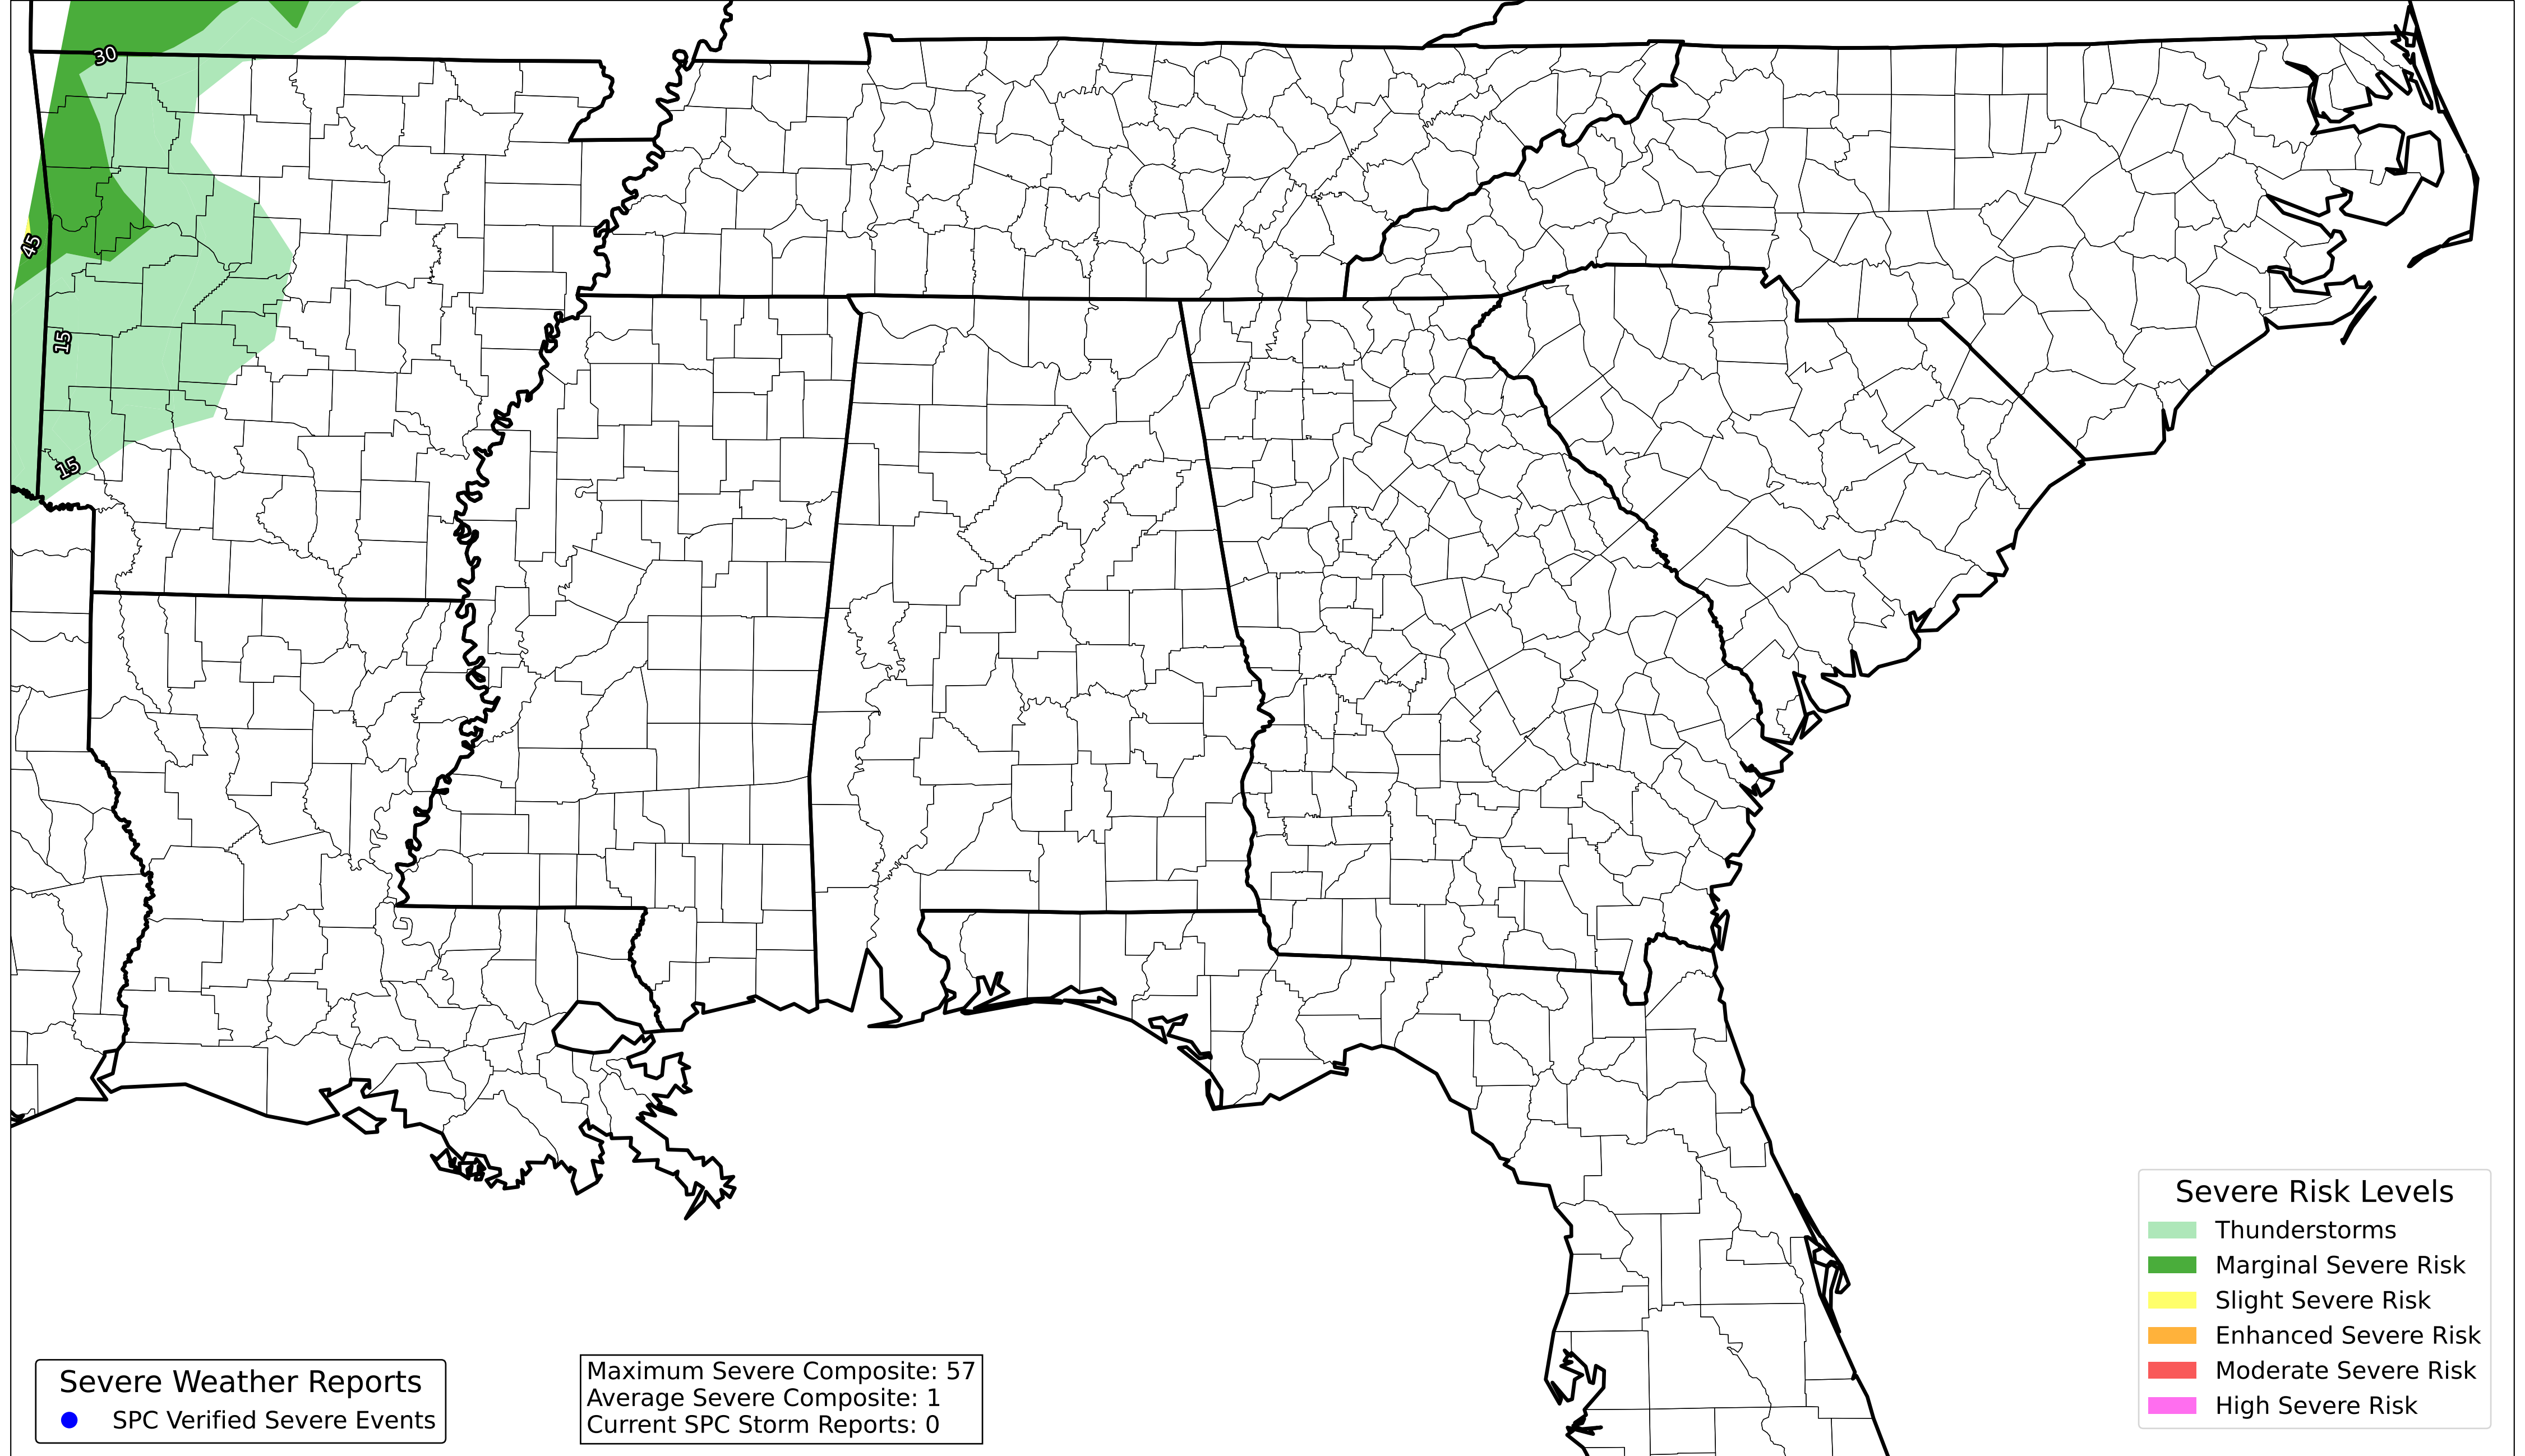 30
45
15
15
Severe Risk Levels
Thunderstorms
Marginal Severe Risk
Slight Severe Risk
Enhanced Severe Risk
Moderate Severe Risk
High Severe Risk
Severe Weather Reports
SPC Verified Severe Events
Maximum Severe Composite: 57
Average Severe Composite: 1
Current SPC Storm Reports: 0